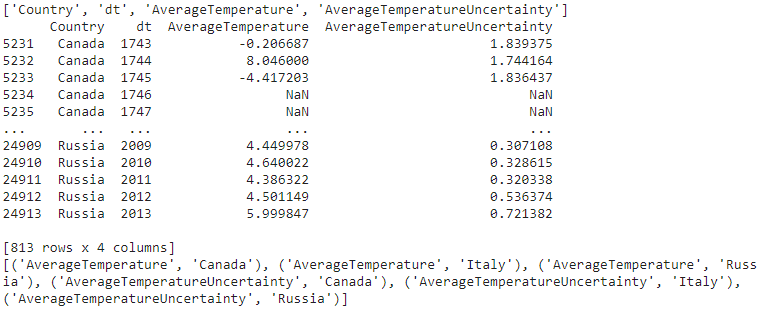 ['Country', 'dt', 'AverageTemperature', 'AverageTemperatureUncertainty']
Country dt AverageTemperature AverageTemperatureUncertainty
5231 Canada 1743 -0.206687 1.839375
5232 Canada 1744 8.046000 1.744164
5233 Canada 1745 -4.417203 1.836437
5234 Canada 1746 NaN NaN
5235 Canada 1747 NaN NaN
... ... ... ... ...
24909 Russia 2009 4.449978 0.307108
24910 Russia 2010 4.640022 0.328615
24911 Russia 2011 4.386322 0.320338
24912 Russia 2012 4.501149 0.536374
24913 Russia 2013 5.999847 0.721382
[813 rows x 4 columns]
[('AverageTemperature', 'Canada'), ('AverageTemperature', 'Italy'), ('AverageTemperature', 'Russ
ia'), ('AverageTemperatureUncertainty', 'Canada'), ('AverageTemperatureUncertainty', 'Italy'),
('AverageTemperatureUncertainty', 'Russia')]